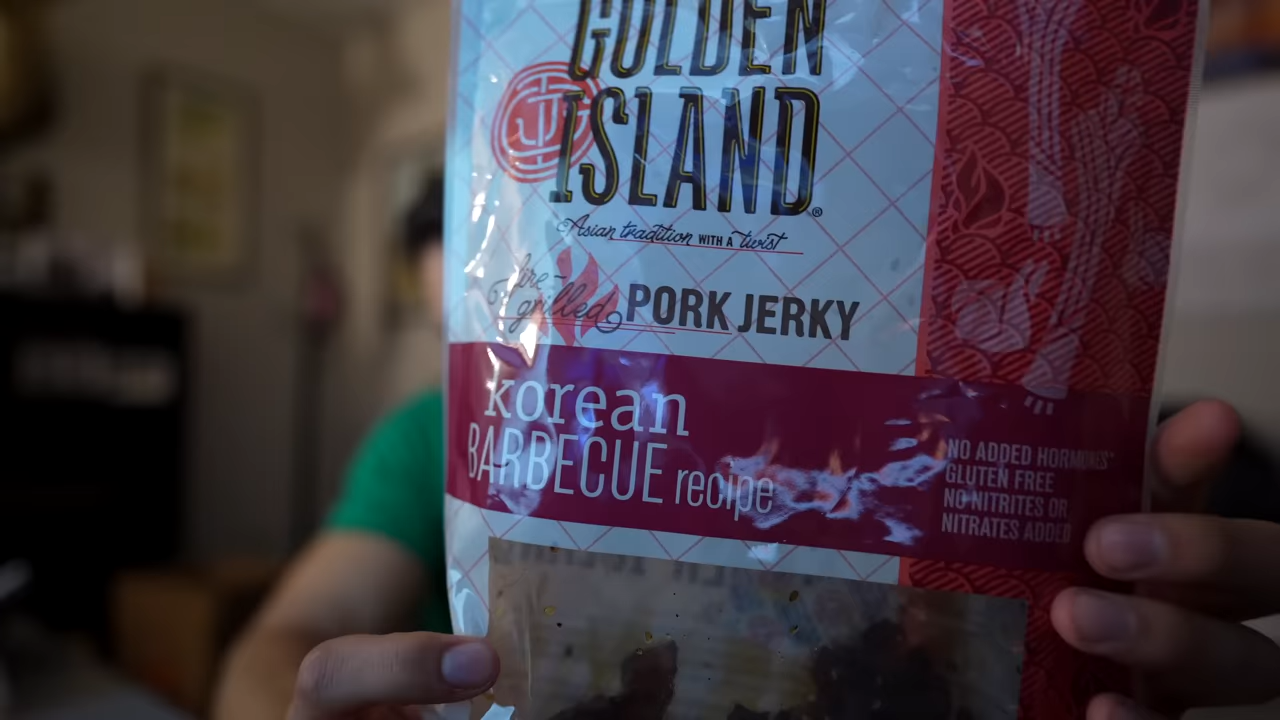 GOLDEN
ISLAND®
Asian tradition WITH A twist
fire-
grilled PORK JERKY
korean
BARBECUE recipe
NO ADDED HORMONES*
GLUTEN FREE
NO NITRITES OR
NITRATES ADDED